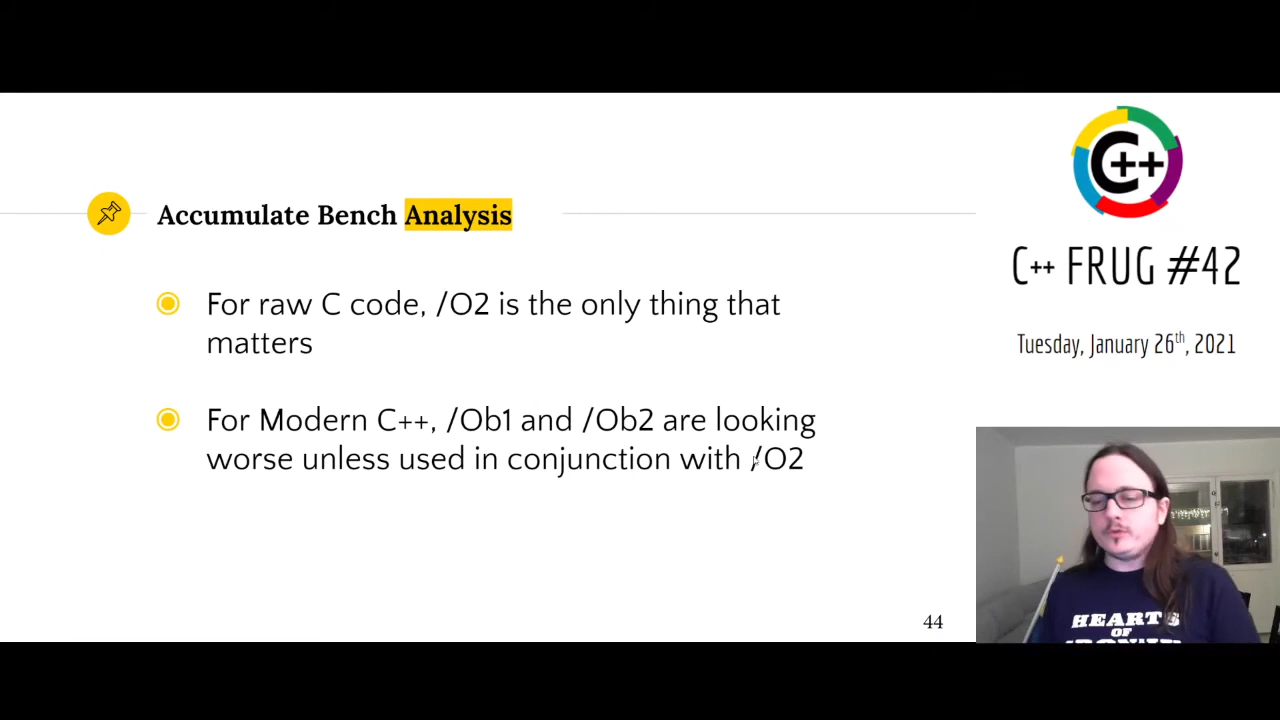 Accumulate Bench Analysis
For raw C code, /O2 is the only thing that
matters
For Modern C++, /Ob1 and /Ob2 are looking
worse unless used in conjunction with /O2
44
C++
C++ FRUG #42
Tuesday, January 26th, 2021
HEARTS
OF